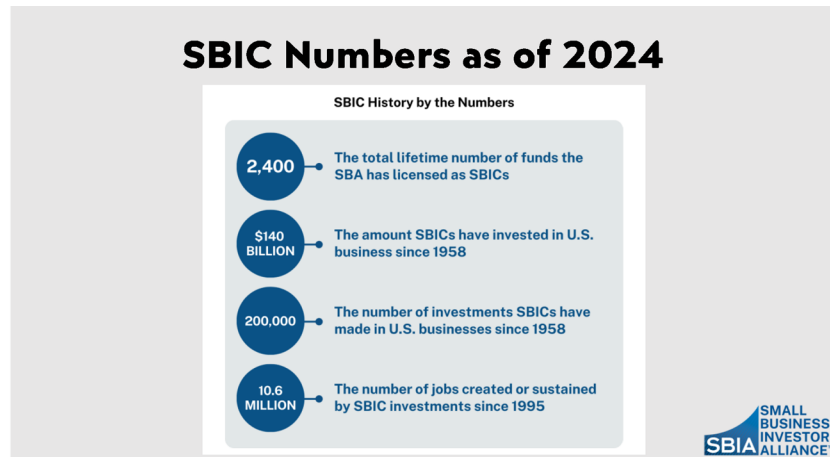 SBIC Numbers as of 2024
SBIC History by the Numbers
2,400
The total lifetime number of funds the
SBA has licensed as SBICs
$140
BILLION
The amount SBICs have invested in U.S.
business since 1958
200,000
The number of investments SBICs have
made in U.S. businesses since 1958
10.6
MILLION
The number of jobs created or sustained
by SBIC investments since 1995
SBIA
SMALL
BUSINESS
INVESTOR
ALLIANCE